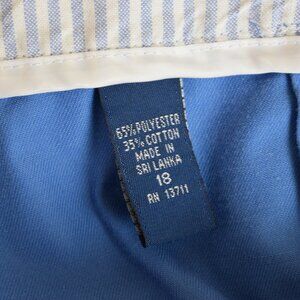 65% POLYESTER
35% COTTON
MADE IN
SRI LANKA
18
RN 13711